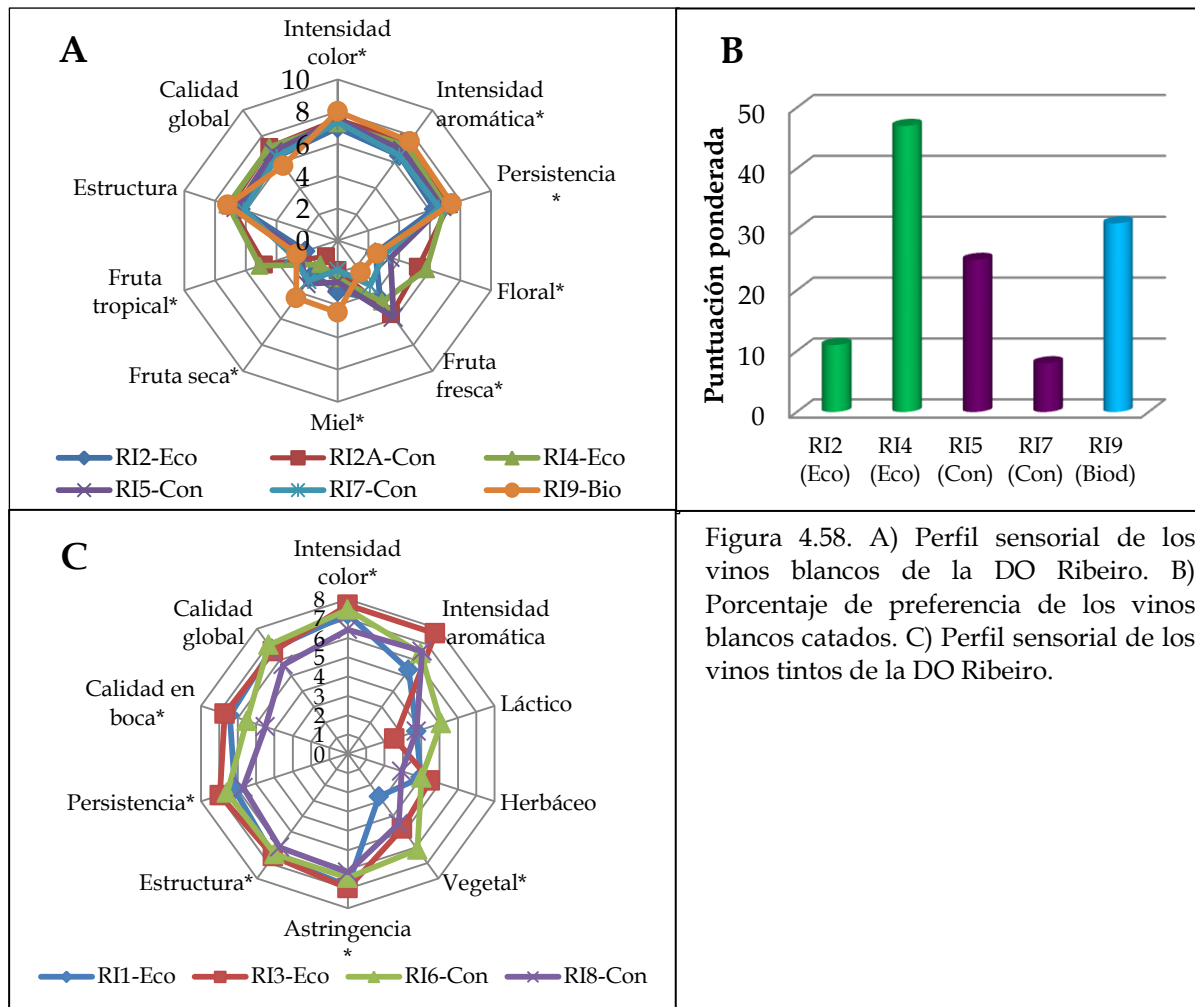 A
Intensidad
color*
Intensidad
aromática*
Persistencia
*
Floral*
Fruta
fresca*
Miel*
Fruta seca*
Fruta
tropical*
Estructura
Calidad
global
10
8
6
4
2
0
RI2-Eco
RI2A-Con
RI4-Eco
RI5-Con
RI7-Con
RI9-Bio
B
Puntuación ponderada
50
40
30
20
10
0
RI2
(Eco)
RI4
(Eco)
RI5
(Con)
RI7
(Con)
RI9
(Biod)
C
Intensidad
color*
Intensidad
aromática
Láctico
Herbáceo
Vegetal*
Astringencia
*
Estructura*
Persistencia*
Calidad en
boca*
Calidad
global
8
7
6
5
4
3
2
1
0
RI1-Eco
RI3-Eco
RI6-Con
RI8-Con
Figura 4.58. A) Perfil sensorial de los
vinos blancos de la DO Ribeiro. B)
Porcentaje de preferencia de los vinos
blancos catados. C) Perfil sensorial de los
vinos tintos de la DO Ribeiro.